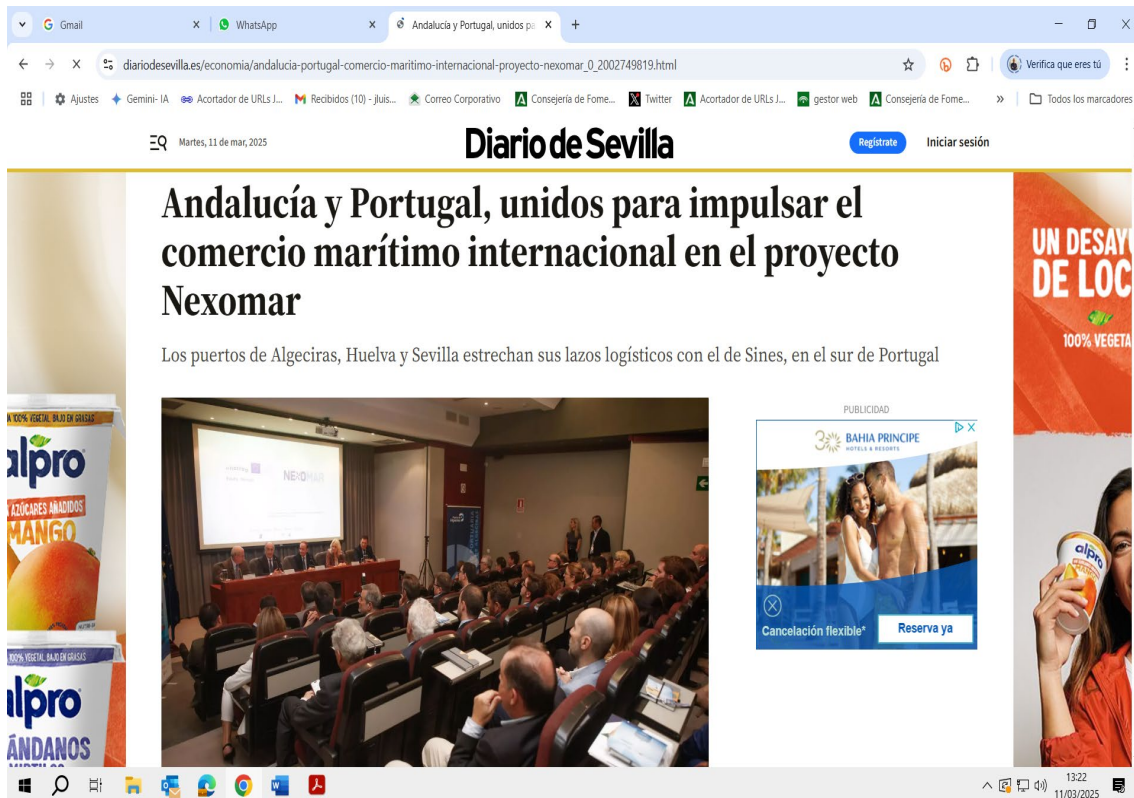 Gmail
WhatsApp
Andalucía y Portugal, unidos pa
diariodesevilla.es/economia/andalucia-portugal-comercio-maritimo-internacional-proyecto-nexomar_0_2002749819.html
Verifica que eres tú
Ajustes
Gemini- IA
Acortador de URLs J...
Recibidos (10) - jluis...
Correo Corporativo
Consejería de Fome...
Twitter
Acortador de URLs J...
gestor web
Consejería de Fome...
»
Todos los marcadores
Martes, 11 de mar, 2025
Diario de Sevilla
Regístrate
Iniciar sesión
Andalucía y Portugal, unidos para impulsar el
comercio marítimo internacional en el proyecto
Nexomar
Los puertos de Algeciras, Huelva y Sevilla estrechan sus lazos logísticos con el de Sines, en el sur de Portugal
NEXOMAR
PUBLICIDAD
BAHIA PRINCIPE
HOTELS & RESORTS
Cancelación flexible*
Reserva ya
100% VEGETAL BAJO EN GRASAS
alpro
AZÚCARES AÑADIDOS
MANGO
100% VEGETAL BAJO EN GRASAS
alpro
ÁNDANOS
UN DESAYU
DE LOC
100% VEGETA
alpro
13:22
11/03/2025